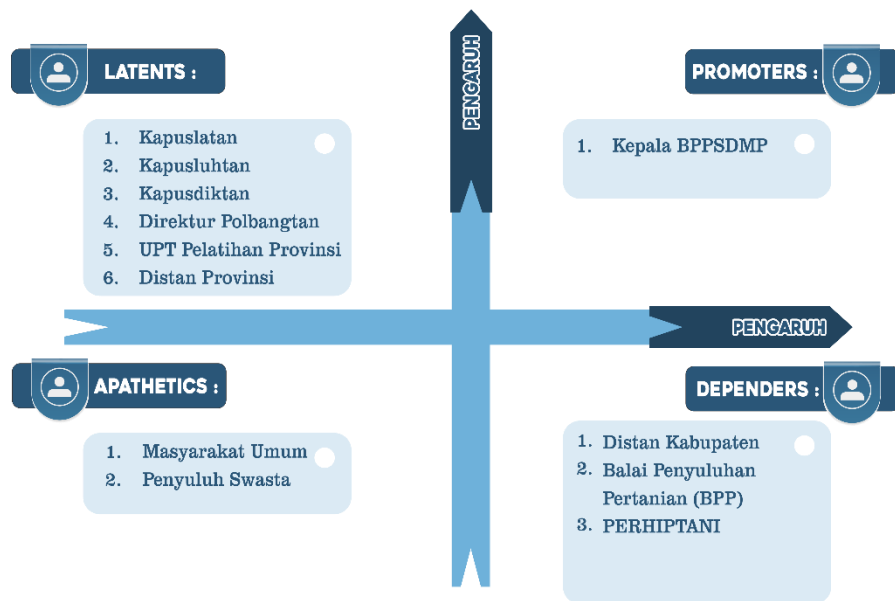 LATENTS :
1. Kapuslatan
2. Kapusluhtan
3. Kapusdiktan
4. Direktur Polbangtan
5. UPT Pelatihan Provinsi
6. Distan Provinsi
PENGARUH
PROMOTERS :
1. Kepala BPPSDMP
PENGARUH
APATHETICS :
1. Masyarakat Umum
2. Penyuluh Swasta
DEPENDERS :
1. Distan Kabupaten
2. Balai Penyuluhan
Pertanian (BPP)
3. PERHIPTANI